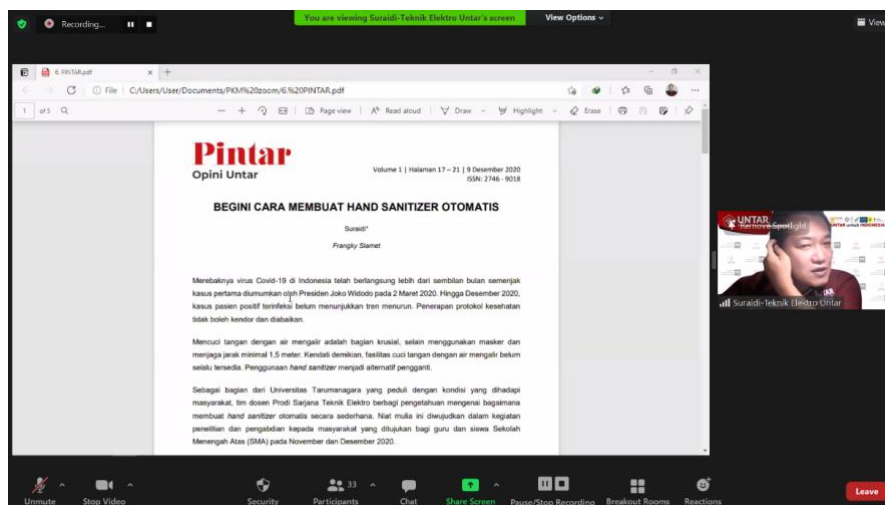 Recording...
You are viewing Suraidi-Teknik Elektro Untar's screen
View Options
View
6. PINTAR.pdf
File
C:/Users/User/Documents/PKM%20zoom/6.%20PINTAR.pdf
1 of 5
Page view
Read aloud
Draw
Highlight
Erase
Pintar
Opini Untar
Volume 1 | Halaman 17 – 21 | 9 Desember 2020
ISSN: 2746 - 9018
BEGINI CARA MEMBUAT HAND SANITIZER OTOMATIS
Suraidi*
Frangky Slamet
Merebaknya virus Covid-19 di Indonesia telah berlangsung lebih dari sembilan bulan semenjak
kasus pertama diumumkan oleh Presiden Joko Widodo pada 2 Maret 2020. Hingga Desember 2020,
kasus pasien positif terinfeksi belum menunjukkan tren menurun. Penerapan protokol kesehatan
tidak boleh kendor dan diabaikan.
Mencuci tangan dengan air mengalir adalah bagian krusial, selain menggunakan masker dan
menjaga jarak minimal 1,5 meter. Kendati demikian, fasilitas cuci tangan dengan air mengalir belum
selalu tersedia. Penggunaan hand sanitizer menjadi alternatif pengganti.
Sebagai bagian dari Universitas Tarumanagara yang peduli dengan kondisi yang dihadapi
masyarakat, tim dosen Prodi Sarjana Teknik Elektro berbagi pengetahuan mengenai bagaimana
membuat hand sanitizer otomatis secara sederhana. Niat mulia ini diwujudkan dalam kegiatan
penelitian dan pengabdian kepada masyarakat yang ditujukan bagi guru dan siswa Sekolah
Menengah Atas (SMA) pada November dan Desember 2020.
UNTAR
Remove Spotlight
UNTAR untuk INDONESIA
Suraidi-Teknik Elektro Untar
Unmute
Stop Video
Security
Participants
33
Chat
Share Screen
Pause/Stop Recording
Breakout Rooms
Reactions
Leave